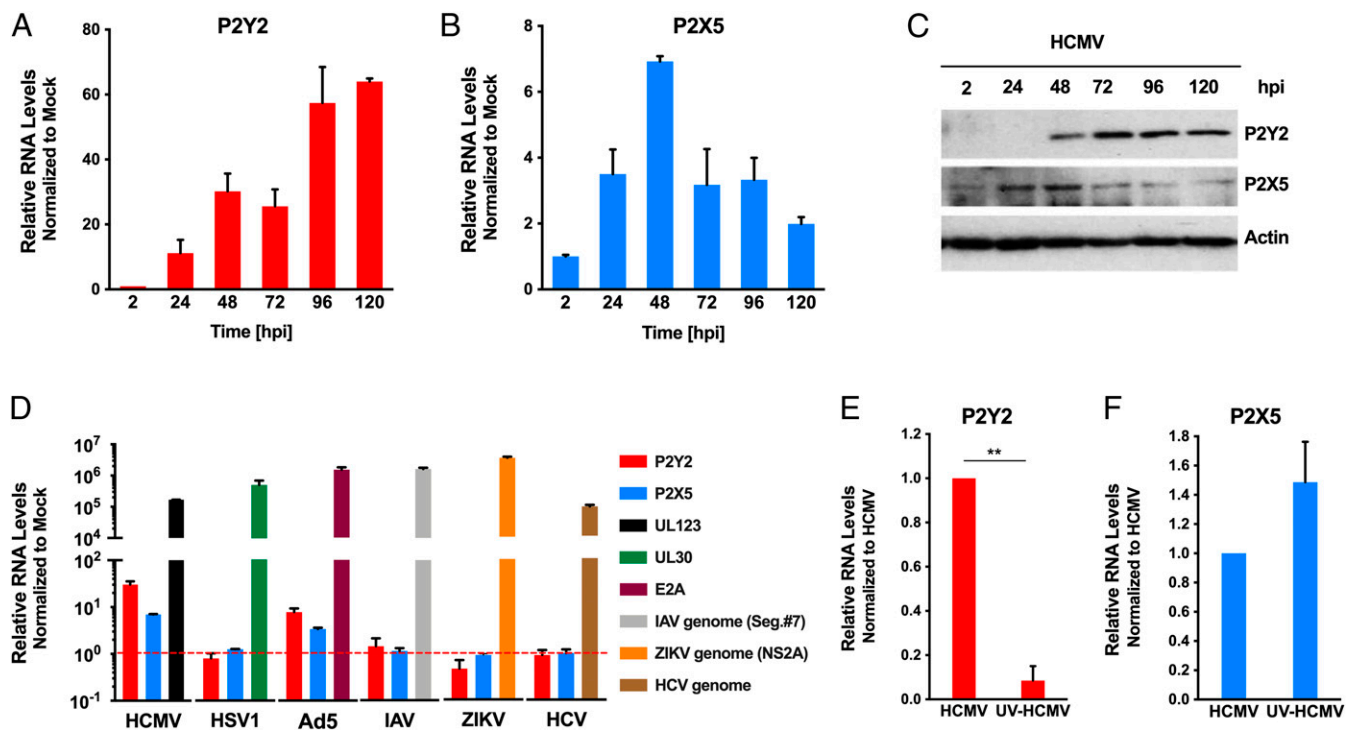 A
P2Y2
Relative RNA Levels
Normalized to Mock
80
60
40
20
0
2 24 48 72 96 120
Time [hpi]
B
P2X5
Relative RNA Levels
Normalized to Mock
8
6
4
2
0
2 24 48 72 96 120
Time [hpi]
C
HCMV
2 24 48 72 96 120 hpi
P2Y2
P2X5
Actin
D
Relative RNA Levels
Normalized to Mock
10^7
10^6
10^5
10^4
10^2
10^1
10^0
10^-1
HCMV HSV1 Ad5 IAV ZIKV HCV
P2Y2
P2X5
UL123
UL30
E2A
IAV genome (Seg.#7)
ZIKV genome (NS2A)
HCV genome
E
P2Y2
Relative RNA Levels
Normalized to HCMV
1.2
1.0
0.8
0.6
0.4
0.2
0.0
**
HCMV UV-HCMV
F
P2X5
Relative RNA Levels
Normalized to HCMV
1.8
1.6
1.4
1.2
1.0
0.8
0.6
0.4
0.2
0.0
HCMV UV-HCMV